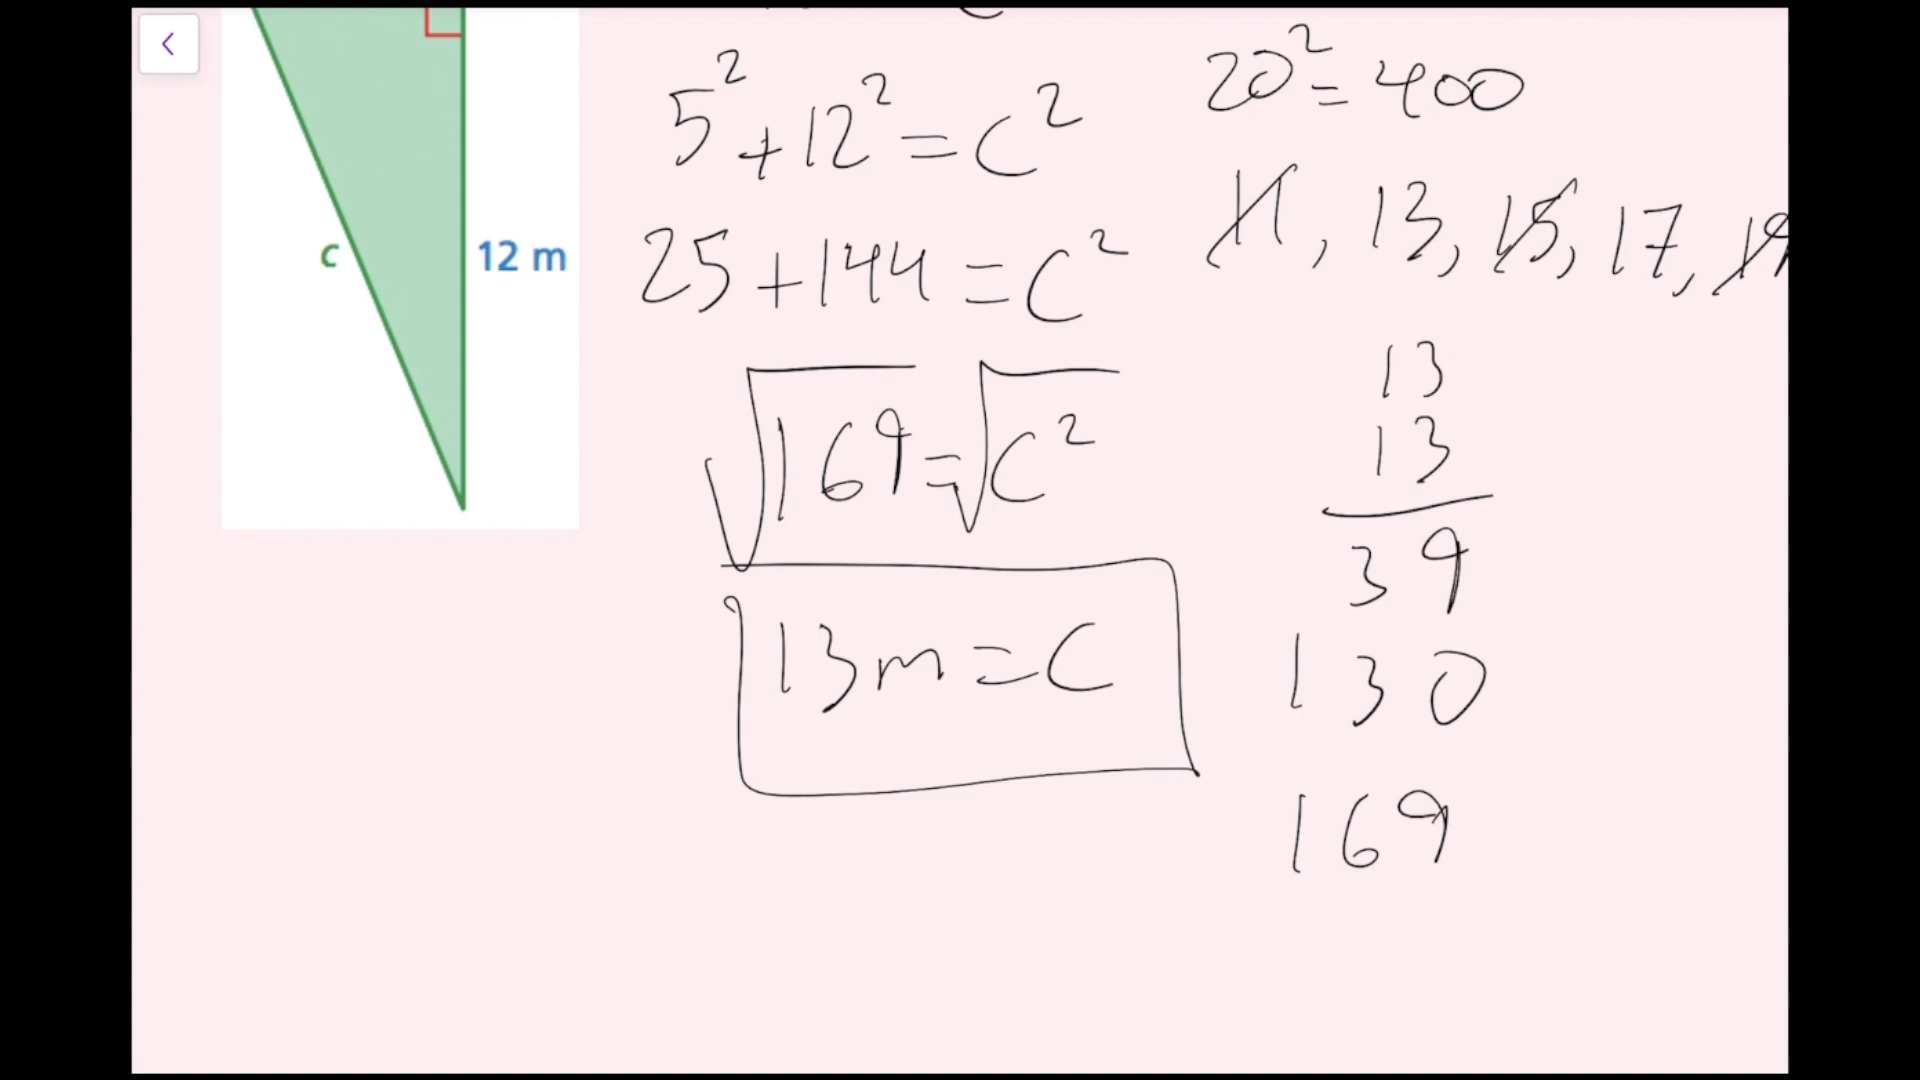 5² + 12² = c²
25 + 144 = c²
√169 = √c²
13 m = c
c
12 m
20² = 400
11, 13, 15, 17, 19
13
13
39
130
169